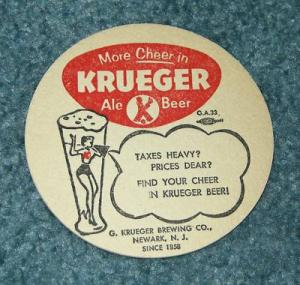 More Cheer in
KRUEGER
Ale K Beer
O.A.33
TAXES HEAVY?
PRICES DEAR?
FIND YOUR CHEER
IN KRUEGER BEER!
G. KRUEGER BREWING CO.,
NEWARK, N. J.
SINCE 1858